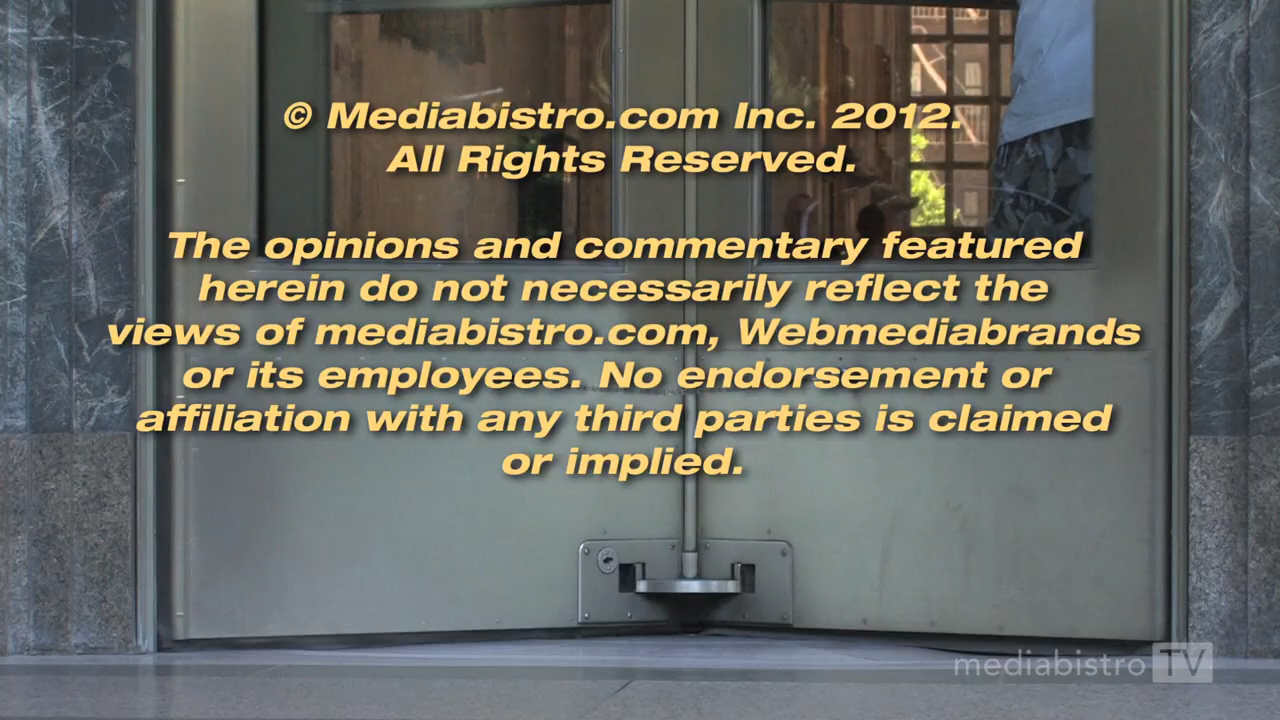 © Mediabistro.com Inc. 2012.
All Rights Reserved.
The opinions and commentary featured
herein do not necessarily reflect the
views of mediabistro.com, Webmediabrands
or its employees. No endorsement or
affiliation with any third parties is claimed
or implied.
mediabistro TV